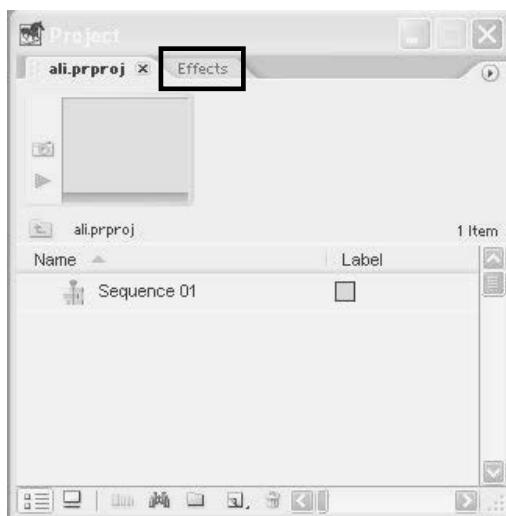 Project
ali.prproj Effects
ali.prproj 1 Item
Name Label
Sequence 01